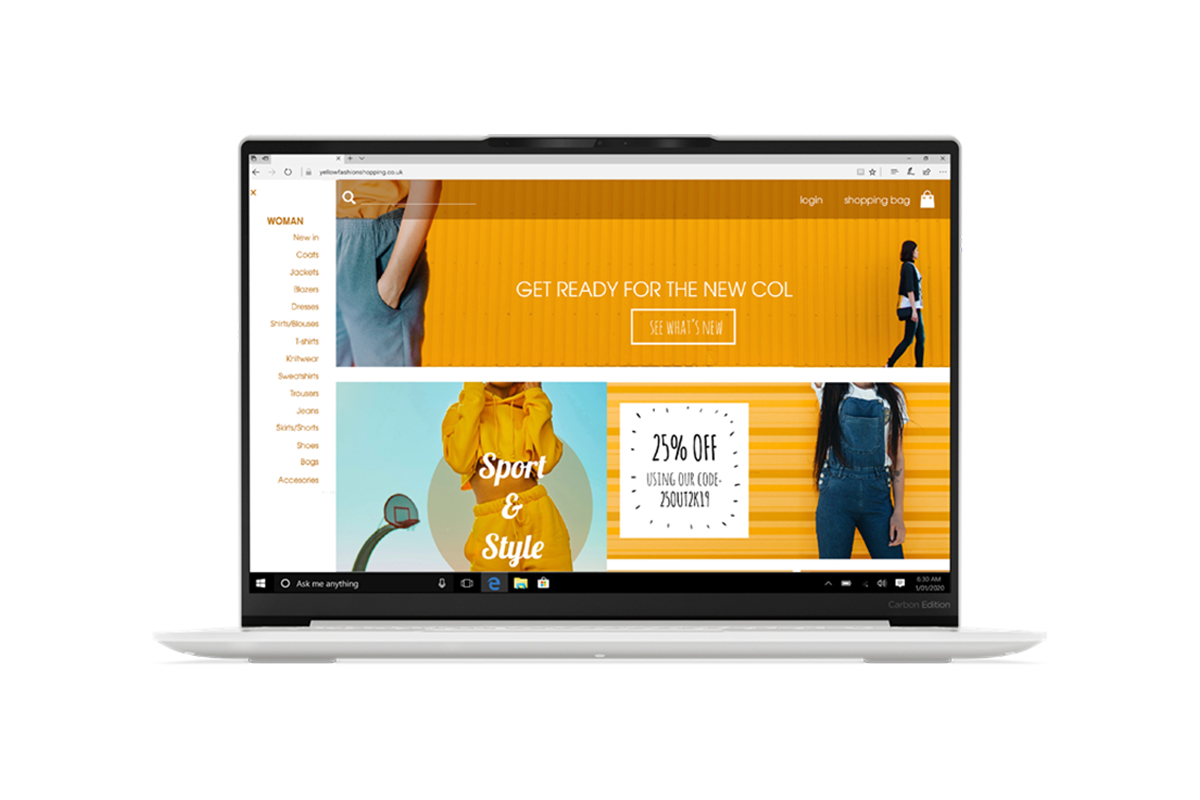 yellowfashionshopping.co.uk
login
shopping bag
WOMAN
New in
Coats
Jackets
Blazers
Dresses
Shirts/Blouses
T-shirts
Knitwear
Sweatshirts
Trousers
Jeans
Skirts/Shorts
Shoes
Bags
Accesories
GET READY FOR THE NEW COL
SEE WHAT'S NEW
Sport
&
Style
25% OFF
USING OUR CODE-
25OUT2K19
Ask me anything
6:30 AM
1/01/2020
Carbon Edition